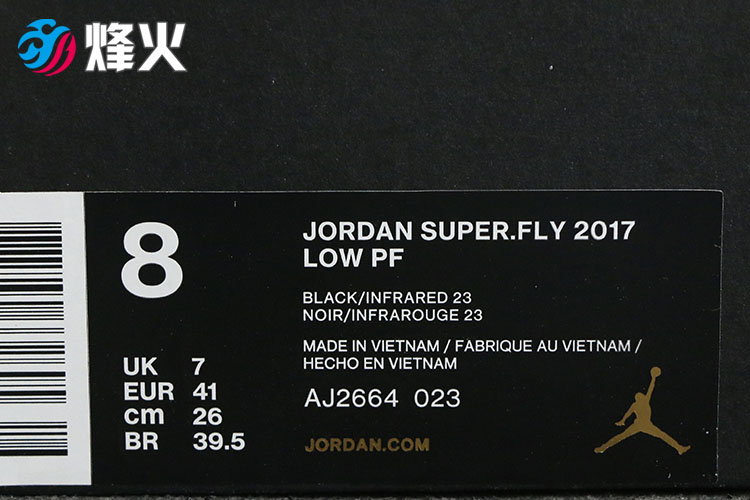 烽火
8
UK 7
EUR 41
cm 26
BR 39.5
JORDAN SUPER.FLY 2017
LOW PF
BLACK/INFRARED 23
NOIR/INFRAROUGE 23
MADE IN VIETNAM / FABRIQUE AU VIETNAM /
HECHO EN VIETNAM
AJ2664 023
JORDAN.COM